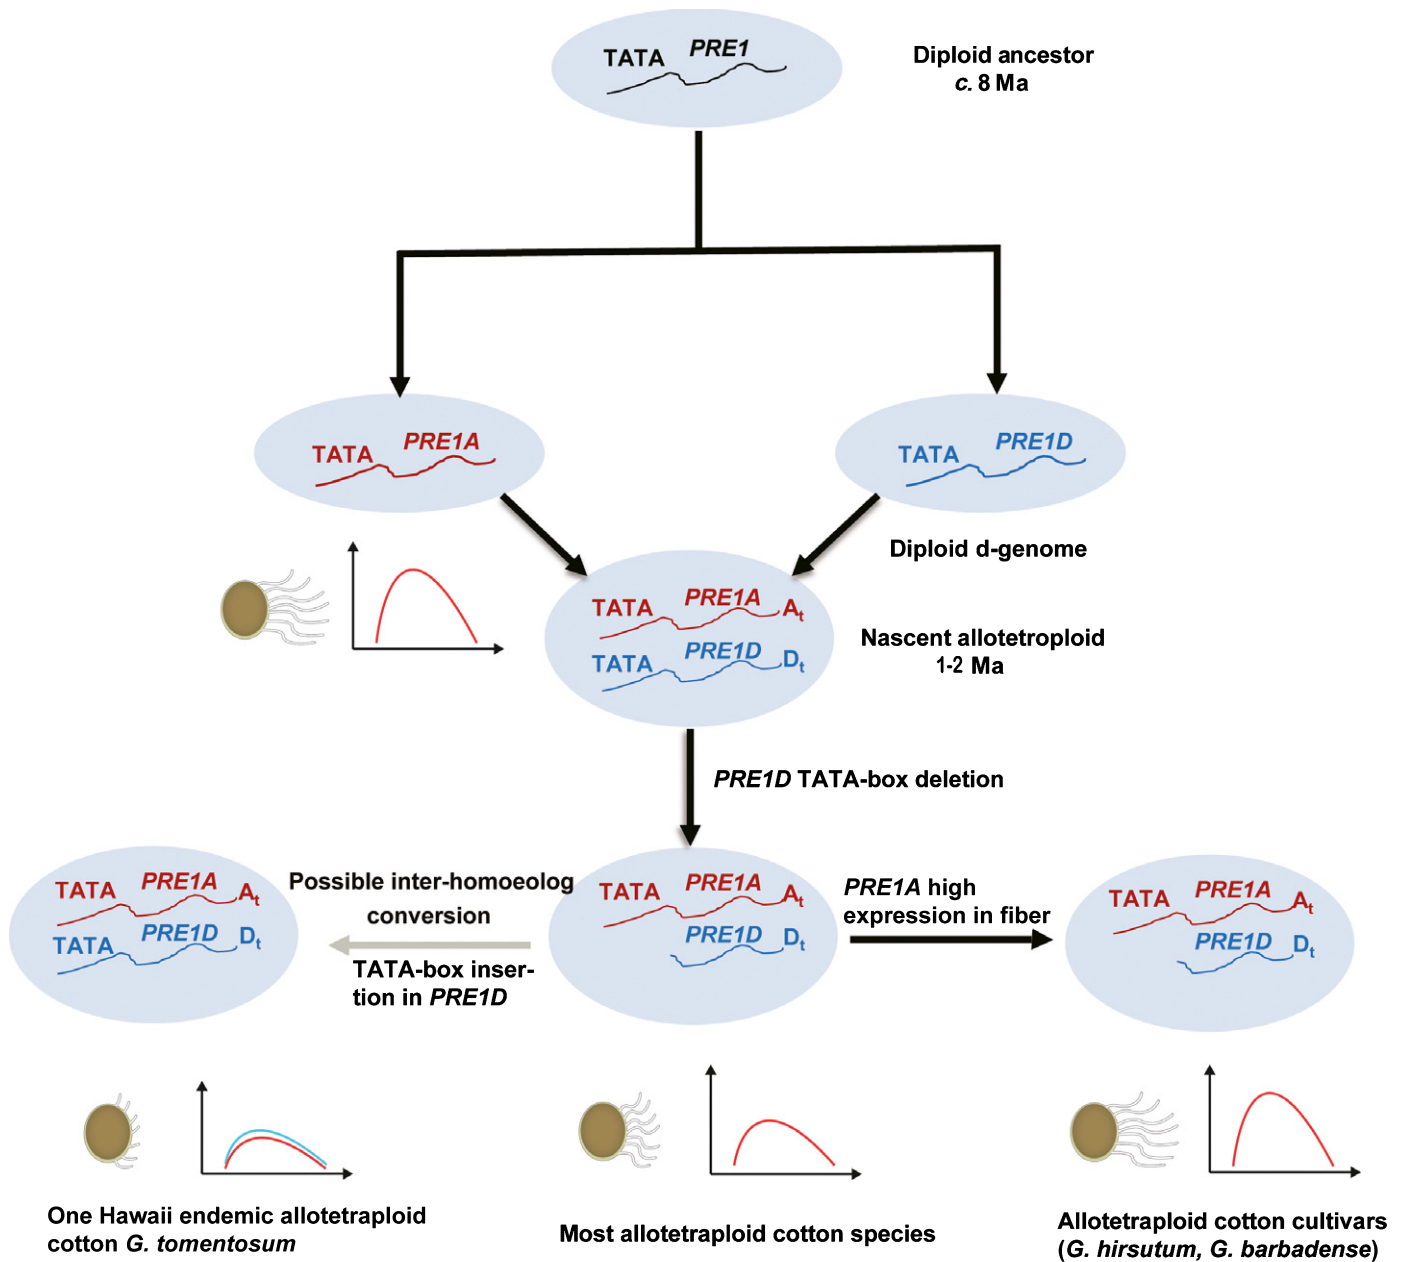 TATA PRE1
Diploid ancestor
c. 8 Ma
TATA PRE1A
TATA PRE1D
Diploid d-genome
TATA PRE1A At
TATA PRE1D Dt
Nascent allotetroploid
1-2 Ma
PRE1D TATA-box deletion
TATA PRE1A At
TATA PRE1D Dt
Possible inter-homoeolog
conversion
TATA-box inser-
tion in PRE1D
TATA PRE1A At
PRE1D Dt
PRE1A high
expression in fiber
TATA PRE1A At
PRE1D Dt
One Hawaii endemic allotetraploid
cotton G. tomentosum
Most allotetraploid cotton species
Allotetraploid cotton cultivars
(G. hirsutum, G. barbadense)